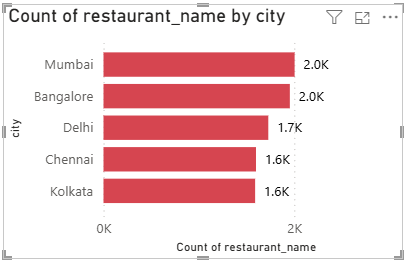 Count of restaurant_name by city
Mumbai 2.0K
Bangalore 2.0K
Delhi 1.7K
Chennai 1.6K
Kolkata 1.6K
city
0K 2K
Count of restaurant_name